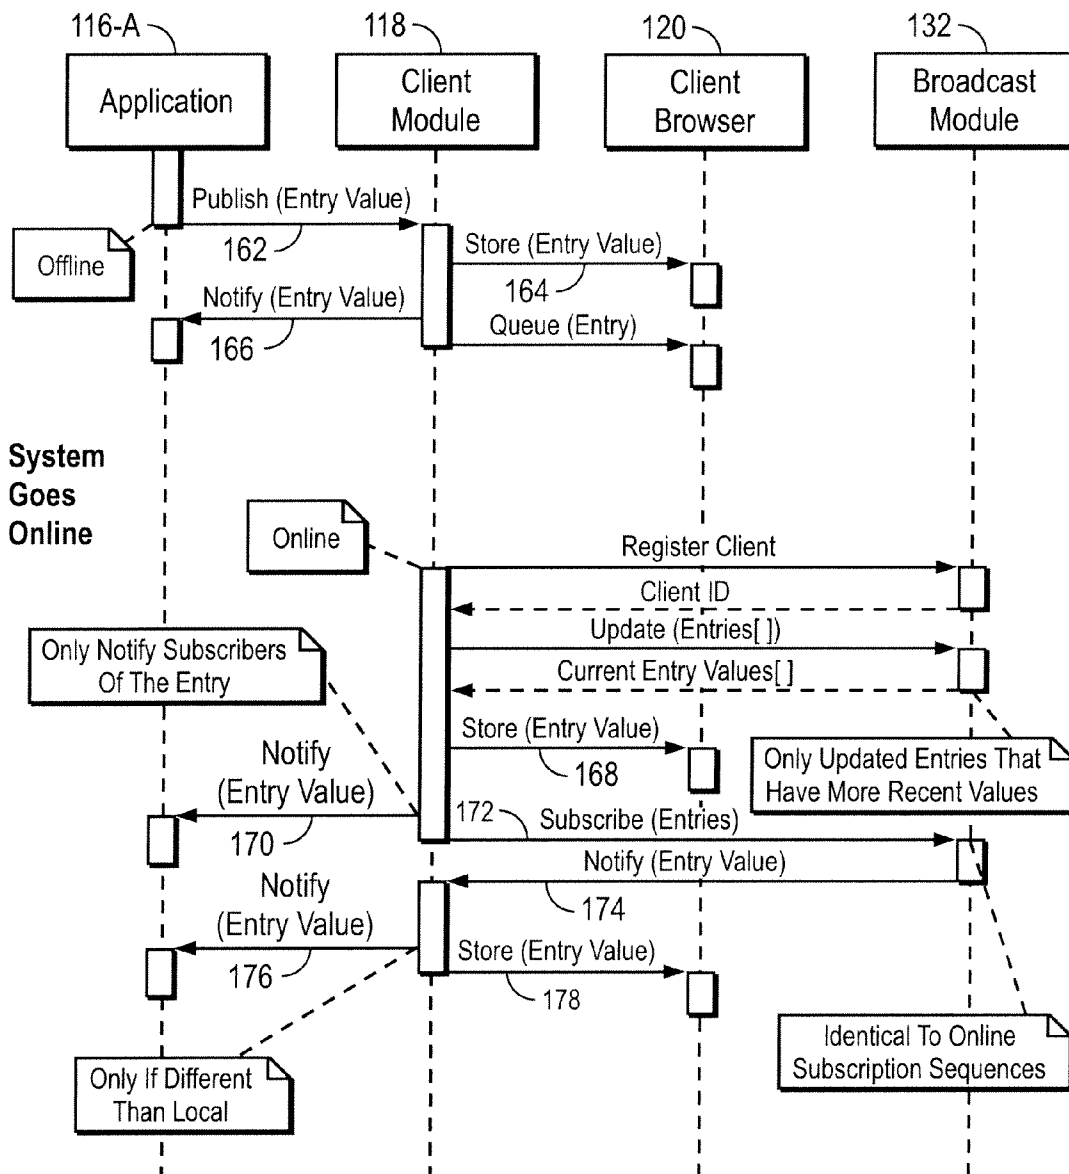 116-A
118
120
132
Application
Client
Module
Client
Browser
Broadcast
Module
Publish (Entry Value)
162
Offline
Store (Entry Value)
164
Notify (Entry Value)
166
Queue (Entry)
System
Goes
Online
Online
Register Client
Client ID
Update (Entries[ ])
Only Notify Subscribers
Of The Entry
Current Entry Values[ ]
Store (Entry Value)
168
Only Updated Entries That
Have More Recent Values
Notify
(Entry Value)
170
172
Subscribe (Entries)
Notify (Entry Value)
174
Notify
(Entry Value)
176
Store (Entry Value)
178
Identical To Online
Subscription Sequences
Only If Different
Than Local